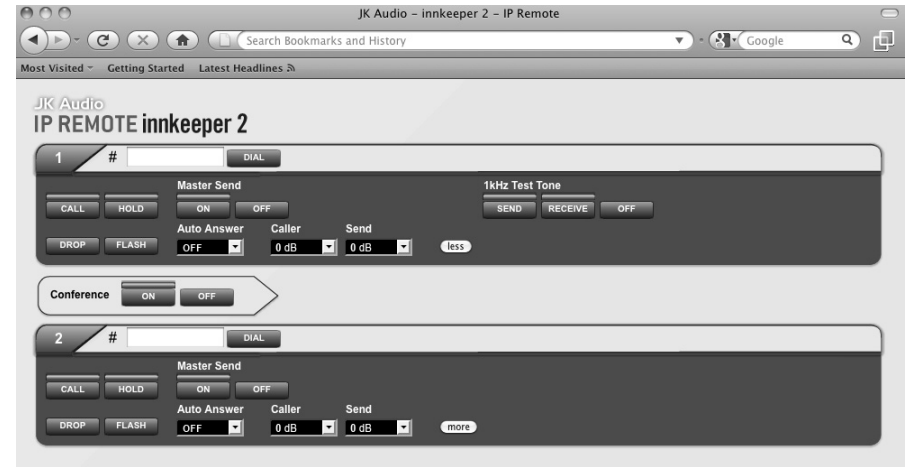 JK Audio – innkeeper 2 – IP Remote
Search Bookmarks and History
Google
Most Visited Getting Started Latest Headlines
JK Audio
IP REMOTE innkeeper 2
1 # DIAL
Master Send 1kHz Test Tone
CALL HOLD ON OFF SEND RECEIVE OFF
Auto Answer Caller Send
DROP FLASH OFF 0 dB 0 dB less
Conference ON OFF
2 # DIAL
Master Send
CALL HOLD ON OFF
Auto Answer Caller Send
DROP FLASH OFF 0 dB 0 dB more